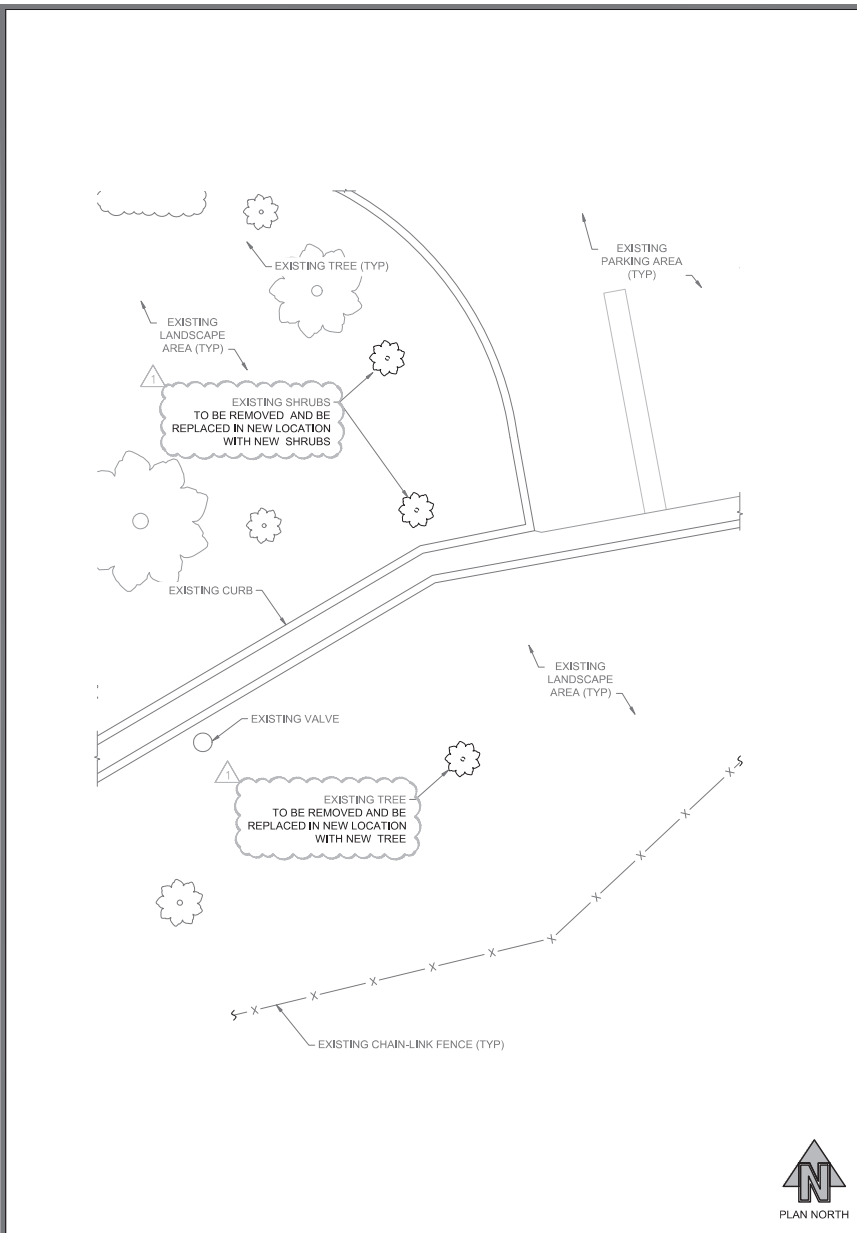 EXISTING TREE (TYP)
EXISTING
PARKING AREA
(TYP)
EXISTING
LANDSCAPE
AREA (TYP)
1
EXISTING SHRUBS
TO BE REMOVED AND BE
REPLACED IN NEW LOCATION
WITH NEW SHRUBS
EXISTING CURB
EXISTING
LANDSCAPE
AREA (TYP)
EXISTING VALVE
1
EXISTING TREE
TO BE REMOVED AND BE
REPLACED IN NEW LOCATION
WITH NEW TREE
EXISTING CHAIN-LINK FENCE (TYP)
N
PLAN NORTH